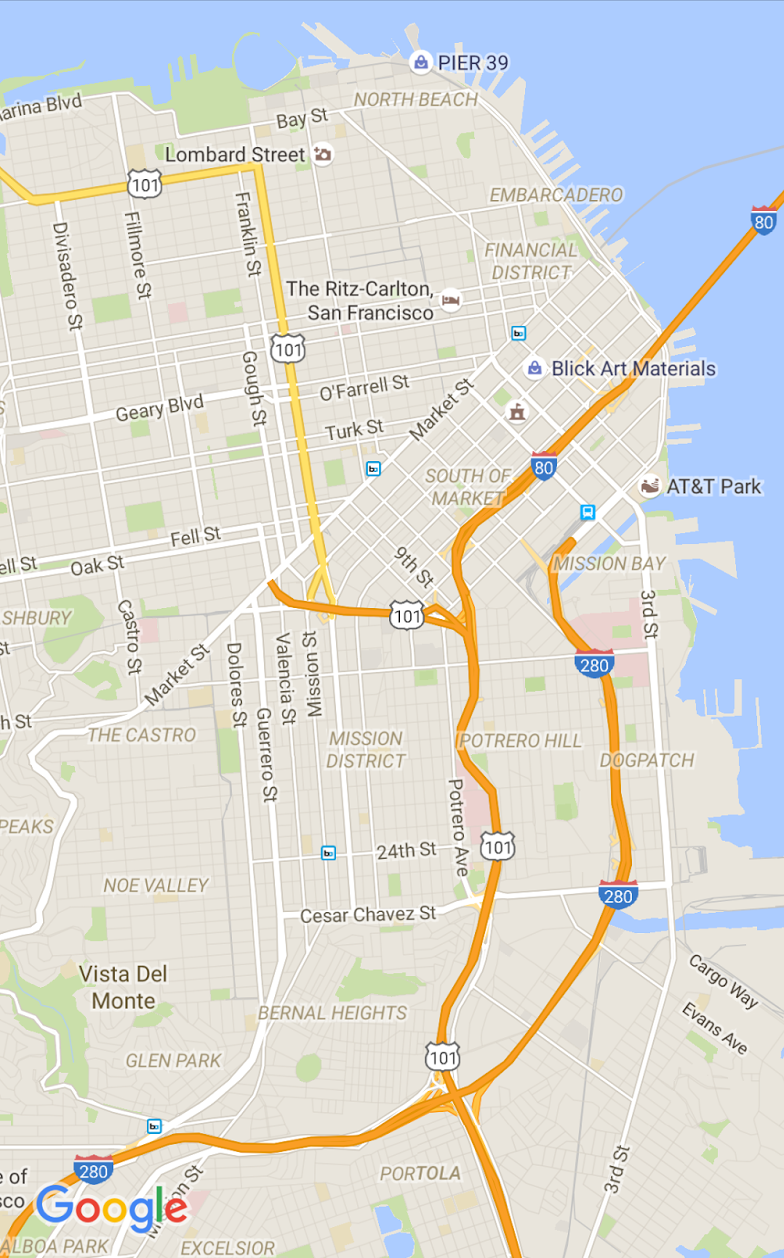 PIER 39
NORTH BEACH
arina Blvd
Bay St
Lombard Street
101
EMBARCADERO
80
Franklin St
Fillmore St
Divisadero St
FINANCIAL
DISTRICT
The Ritz-Carlton,
San Francisco
101
Blick Art Materials
O'Farrell St
Gough St
Geary Blvd
Market St
Turk St
80
SOUTH OF
MARKET
AT&T Park
Fell St
ell St
Oak St
9th St
MISSION BAY
SHBURY
Castro St
101
3rd St
280
Market St
Dolores St
Valencia St
Mission St
Guerrero St
h St
THE CASTRO
MISSION
DISTRICT
POTRERO HILL
DOGPATCH
PEAKS
Potrero Ave
101
24th St
NOE VALLEY
280
Cesar Chavez St
Vista Del
Monte
Cargo Way
Evans Ave
BERNAL HEIGHTS
GLEN PARK
101
280
3rd St
PORTOLA
e of
sco
Google
ALBOA PARK
EXCELSIOR